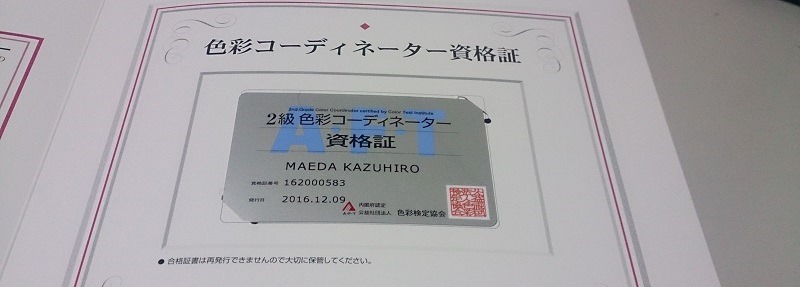 色彩コーディネーター資格証
2nd Grade Color Coordinator certified by Color Test Institute
A・F・T
2級 色彩コーディネーター
資格証
MAEDA KAZUHIRO
資格証番号 162000583
発行日 2016.12.09
A・F・T 内閣府認定
公益社団法人 色彩検定協会
● 合格証書は再発行できませんので大切に保管してください。